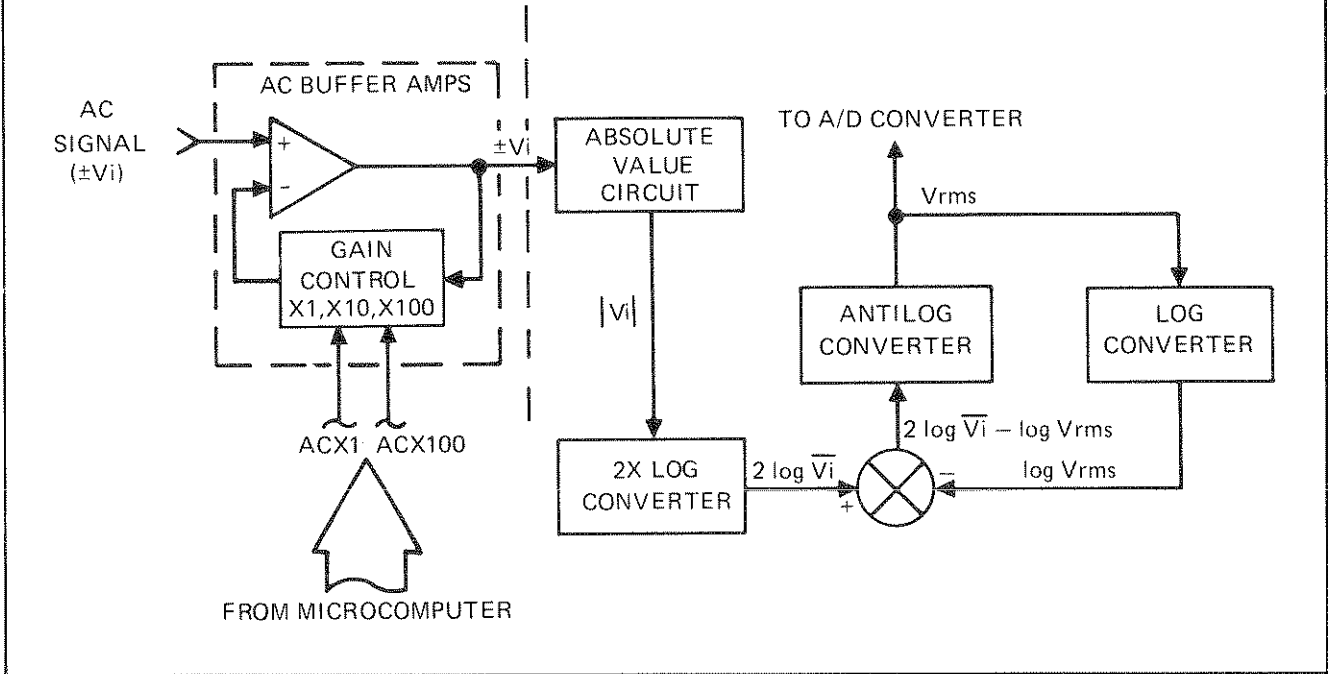 AC BUFFER AMPS
AC
SIGNAL
(±Vi)
+
-
±Vi
GAIN
CONTROL
X1,X10,X100
ACX1 ACX100
FROM MICROCOMPUTER
ABSOLUTE
VALUE
CIRCUIT
|Vi|
2X LOG
CONVERTER
2 log V̅i̅
+
-
TO A/D CONVERTER
Vrms
ANTILOG
CONVERTER
LOG
CONVERTER
2 log V̅i̅ – log Vrms
log Vrms